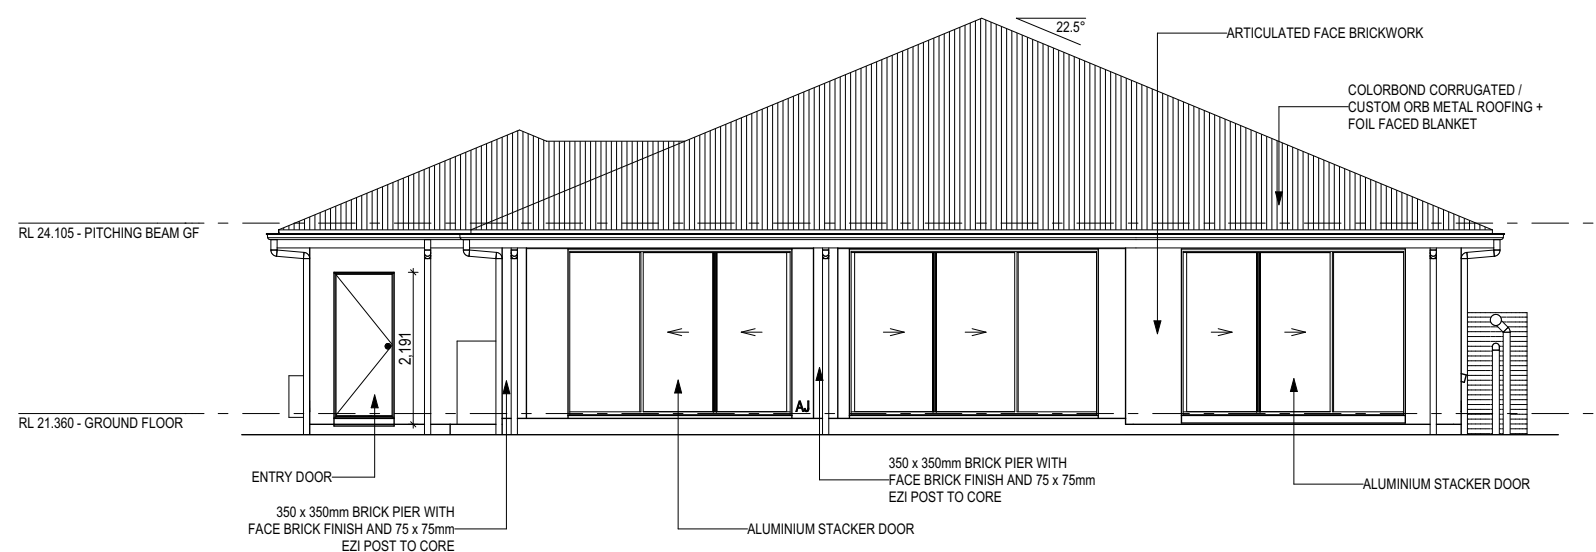 22.5°
ARTICULATED FACE BRICKWORK
COLORBOND CORRUGATED /
CUSTOM ORB METAL ROOFING +
FOIL FACED BLANKET
RL 24.105 - PITCHING BEAM GF
2,191
AJ
RL 21.360 - GROUND FLOOR
ENTRY DOOR
350 x 350mm BRICK PIER WITH
FACE BRICK FINISH AND 75 x 75mm
EZI POST TO CORE
ALUMINIUM STACKER DOOR
350 x 350mm BRICK PIER WITH
FACE BRICK FINISH AND 75 x 75mm
EZI POST TO CORE
ALUMINIUM STACKER DOOR